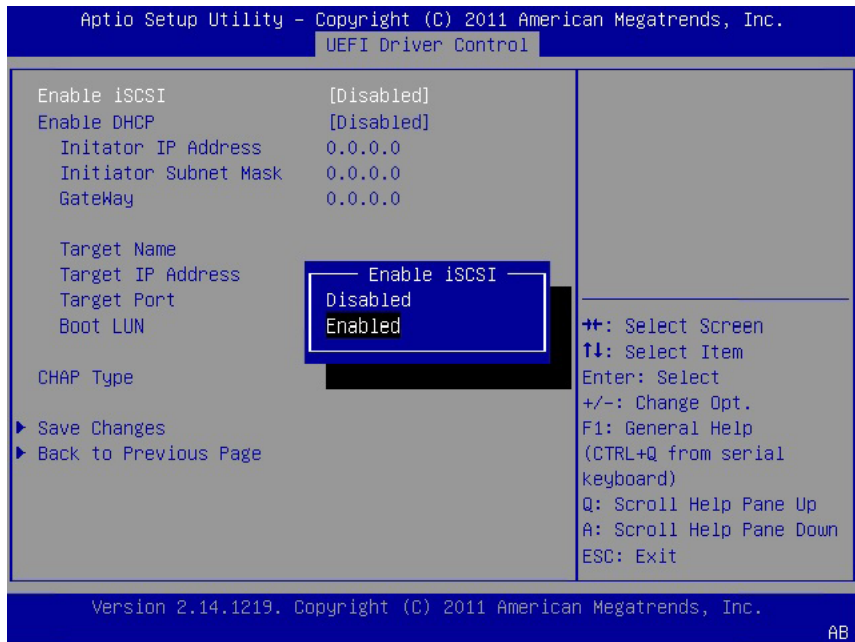 Aptio Setup Utility – Copyright (C) 2011 American Megatrends, Inc.
UEFI Driver Control
Enable iSCSI [Disabled]
Enable DHCP [Disabled]
Initator IP Address 0.0.0.0
Initiator Subnet Mask 0.0.0.0
GateWay 0.0.0.0
Target Name
Target IP Address
Target Port
Boot LUN
CHAP Type
Save Changes
Back to Previous Page
Enable iSCSI
Disabled
Enabled
→←: Select Screen
↑↓: Select Item
Enter: Select
+/-: Change Opt.
F1: General Help
(CTRL+Q from serial
keyboard)
Q: Scroll Help Pane Up
A: Scroll Help Pane Down
ESC: Exit
Version 2.14.1219. Copyright (C) 2011 American Megatrends, Inc.
AB